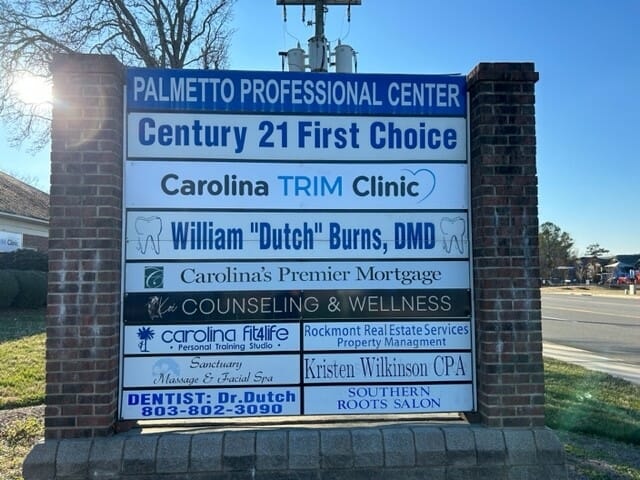 PALMETTO PROFESSIONAL CENTER
Century 21 First Choice
Carolina TRIM Clinic
William "Dutch" Burns, DMD
Carolina's Premier Mortgage
Koi COUNSELING & WELLNESS
carolina fit4life
• Personal Training Studio •
Rockmont Real Estate Services
Property Managment
Sanctuary
Massage & Facial Spa
Kristen Wilkinson CPA
DENTIST: Dr.Dutch
803-802-3090
SOUTHERN
ROOTS SALON